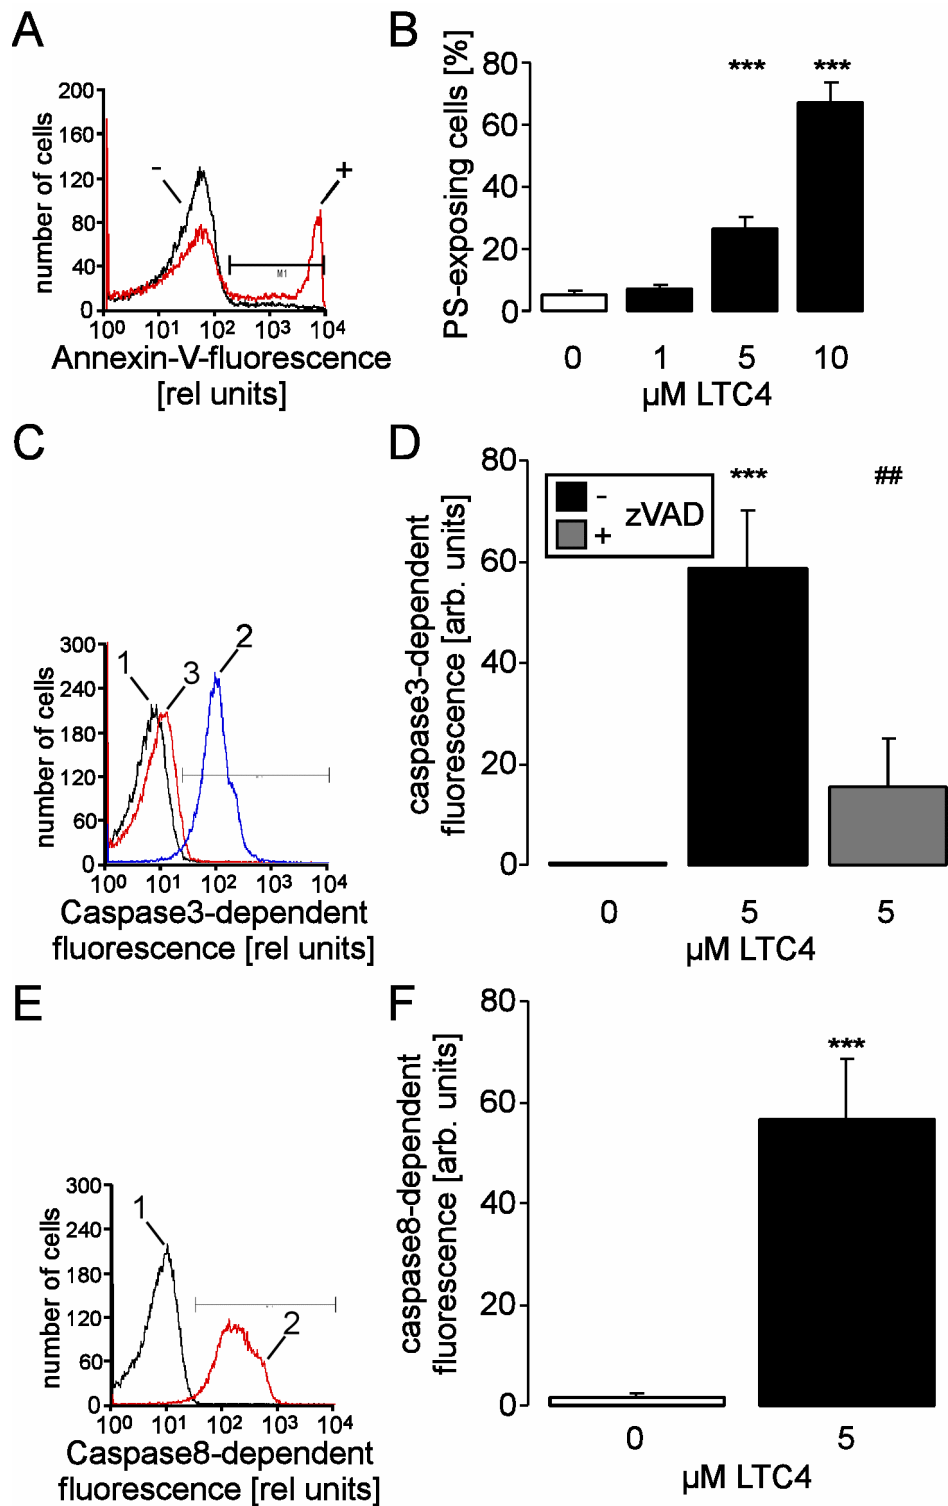 A
number of cells
200
160
120
80
40
0
-
+
M1
10⁰ 10¹ 10² 10³ 10⁴
Annexin-V-fluorescence
[rel units]
B
PS-exposing cells [%]
80
60
40
20
0
*** ***
0 1 5 10
µM LTC4
C
number of cells
300
240
180
120
60
0
1
3
2
10⁰ 10¹ 10² 10³ 10⁴
Caspase3-dependent
fluorescence [rel units]
D
caspase3-dependent
fluorescence [arb. units]
80
60
40
20
0
- zVAD
+
*** ##
0 5 5
µM LTC4
E
number of cells
300
240
180
120
60
0
1
2
10⁰ 10¹ 10² 10³ 10⁴
Caspase8-dependent
fluorescence [rel units]
F
caspase8-dependent
fluorescence [arb. units]
80
60
40
20
0
***
0 5
µM LTC4